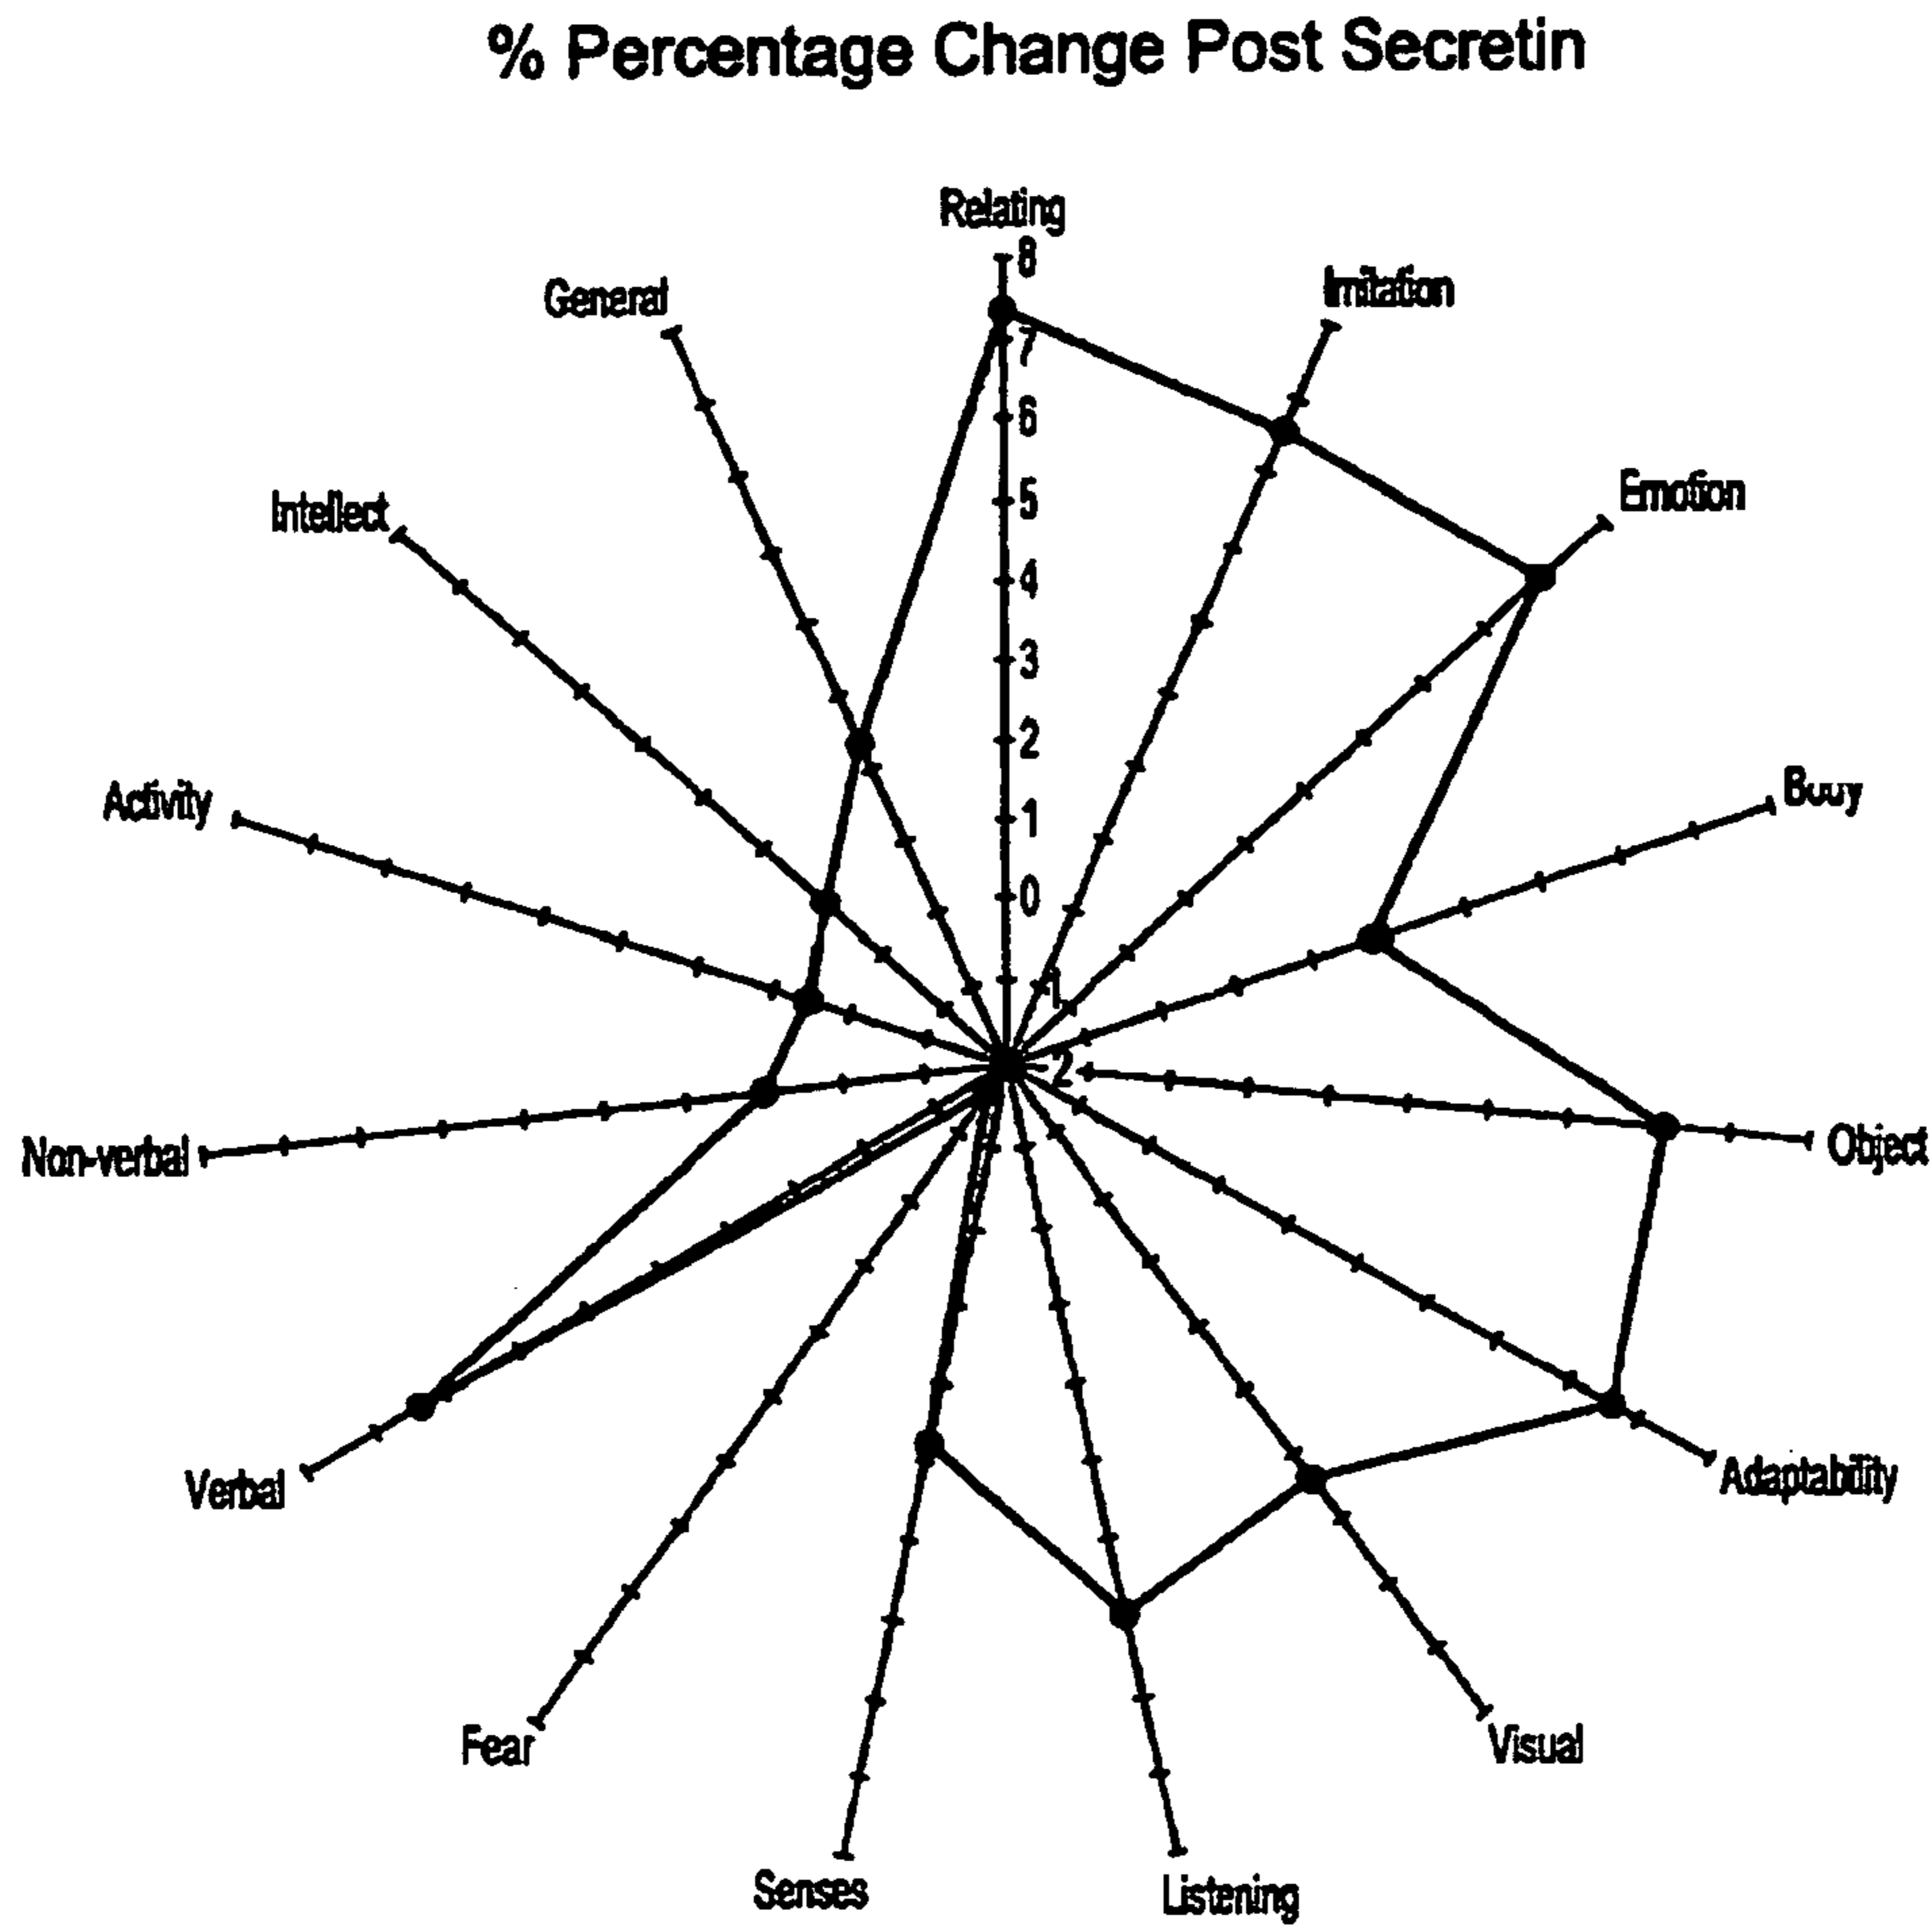 % Percentage Change Post Secretin
Relating
8
Imitation
General
7
6
Emotion
Intellect
5
4
3
2
Activity
1
0
1
2
Non-verbal
Object
Verbal
Adaptability
Fear
Visual
Senses
Listening